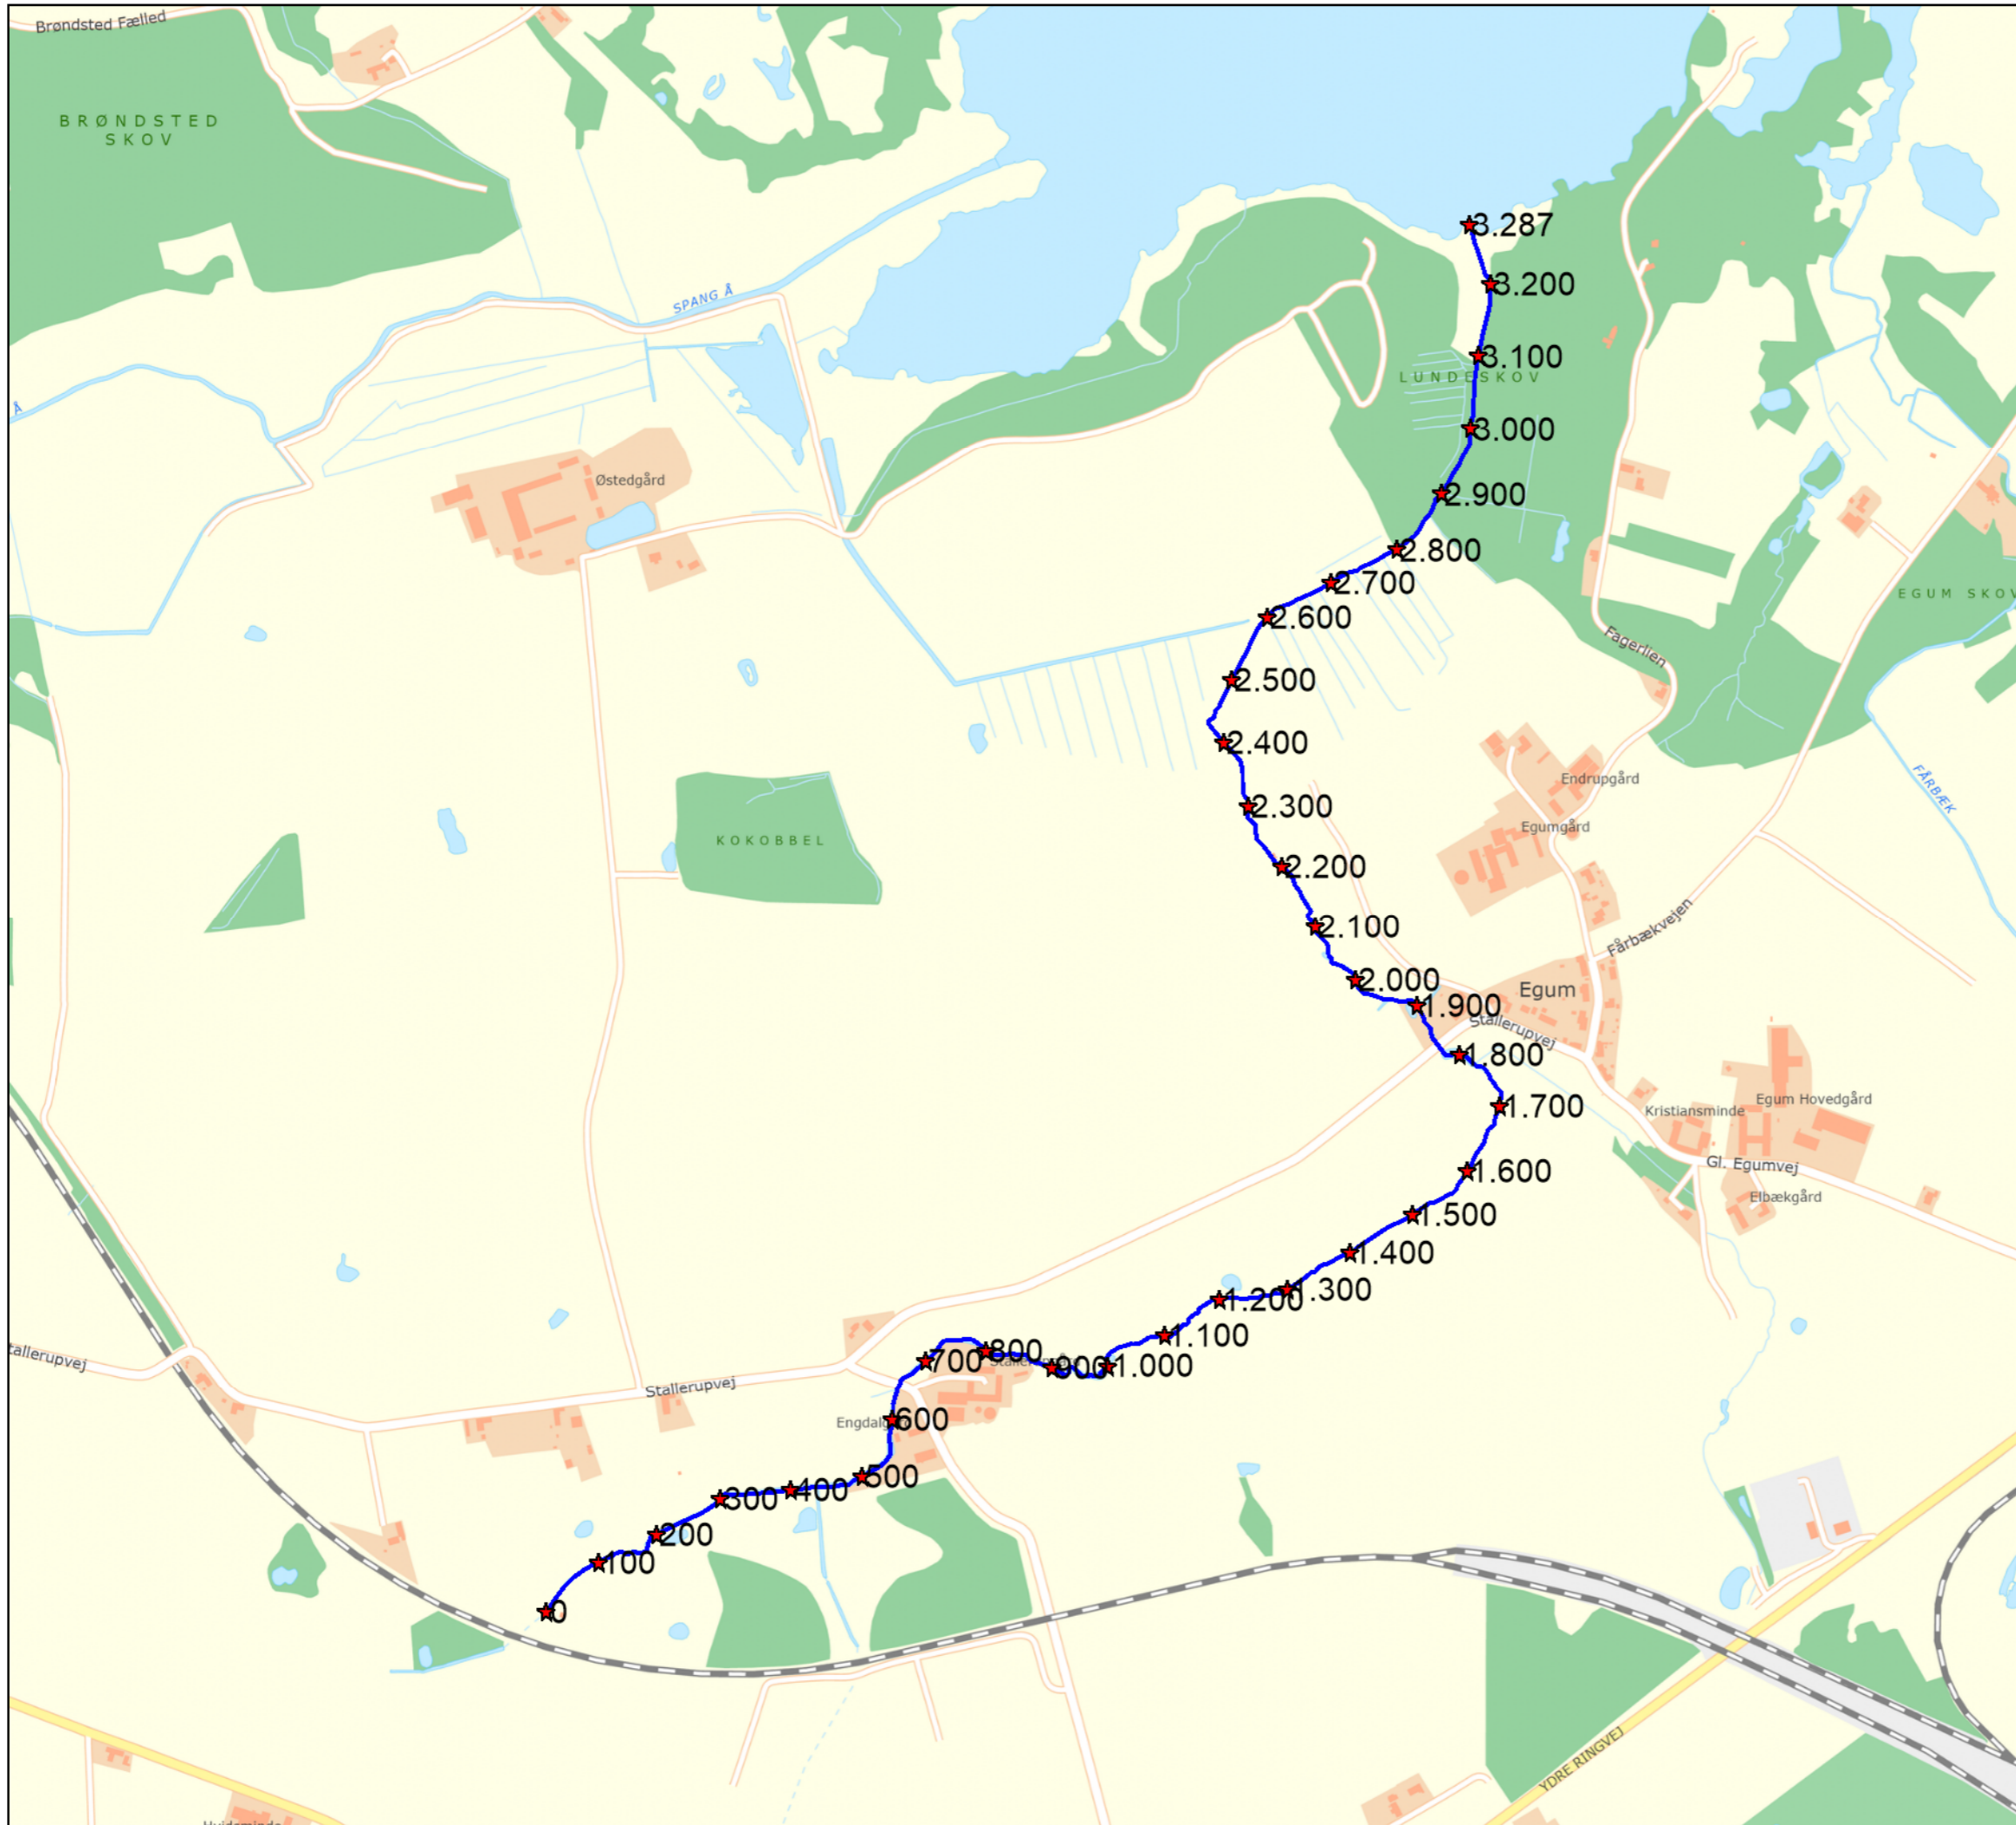 Brøndsted Fælled
BRØNDSTED
SKOV
SPANG Å
Å
3.287
3.200
3.100
LUNDESKOV
3.000
Østedgård
2.900
2.800
2.700
EGUM SKOV
2.600
Fagerlien
2.500
2.400
Endrupgård
FÅRBÆK
2.300
Egumgård
KOKOBBEL
2.200
2.100
Fårbækvejen
2.000
Egum
1.900
Stallerupvej
1.800
Egum Hovedgård
1.700
Kristiansminde
Gl. Egumvej
1.600
Elbækgård
1.500
1.400
1.300
1.200
1.100
tallerupvej
700
800
900
1.000
Stallerupvej
600
Engdalgård
500
400
300
200
100
0
YDRE RINGVEJ